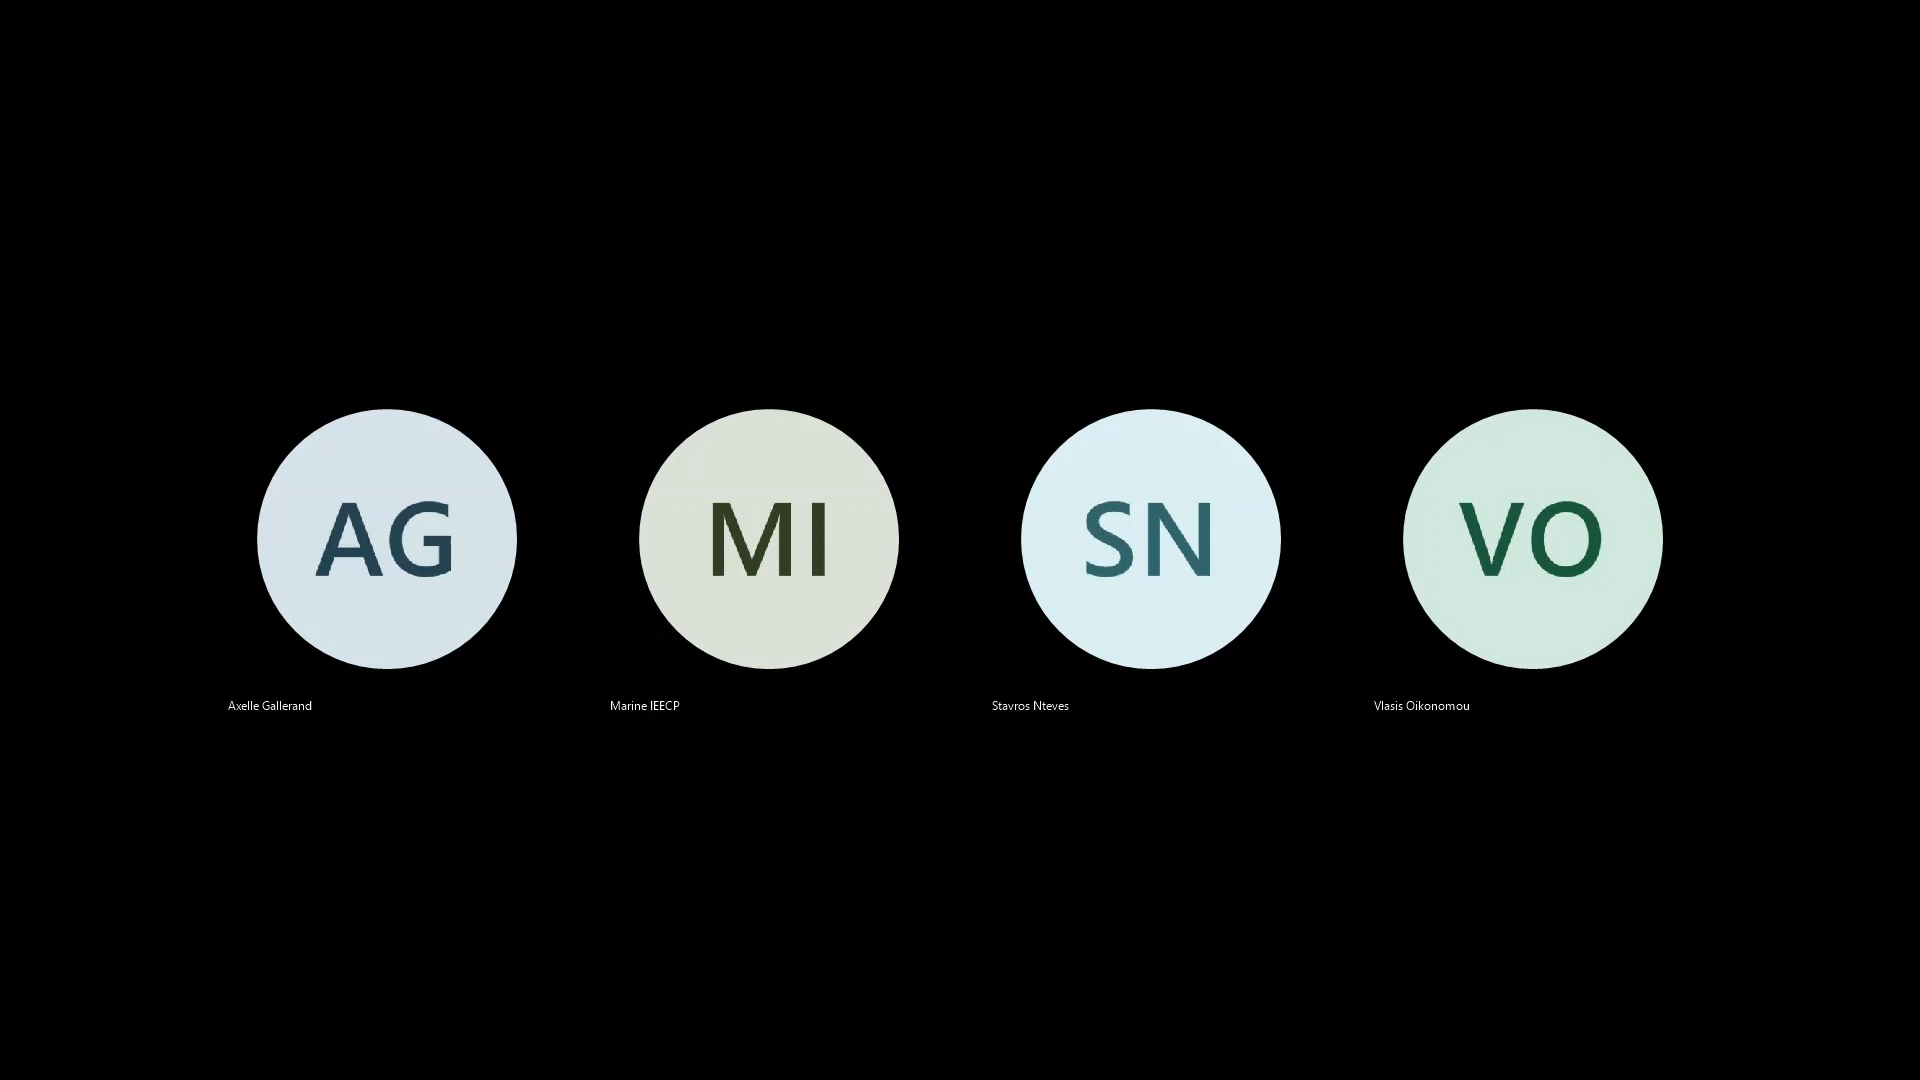 AG
MI
SN
VO
Axelle Gallerand
Marine IEECP
Stavros Nteves
Vlasis Oikonomou